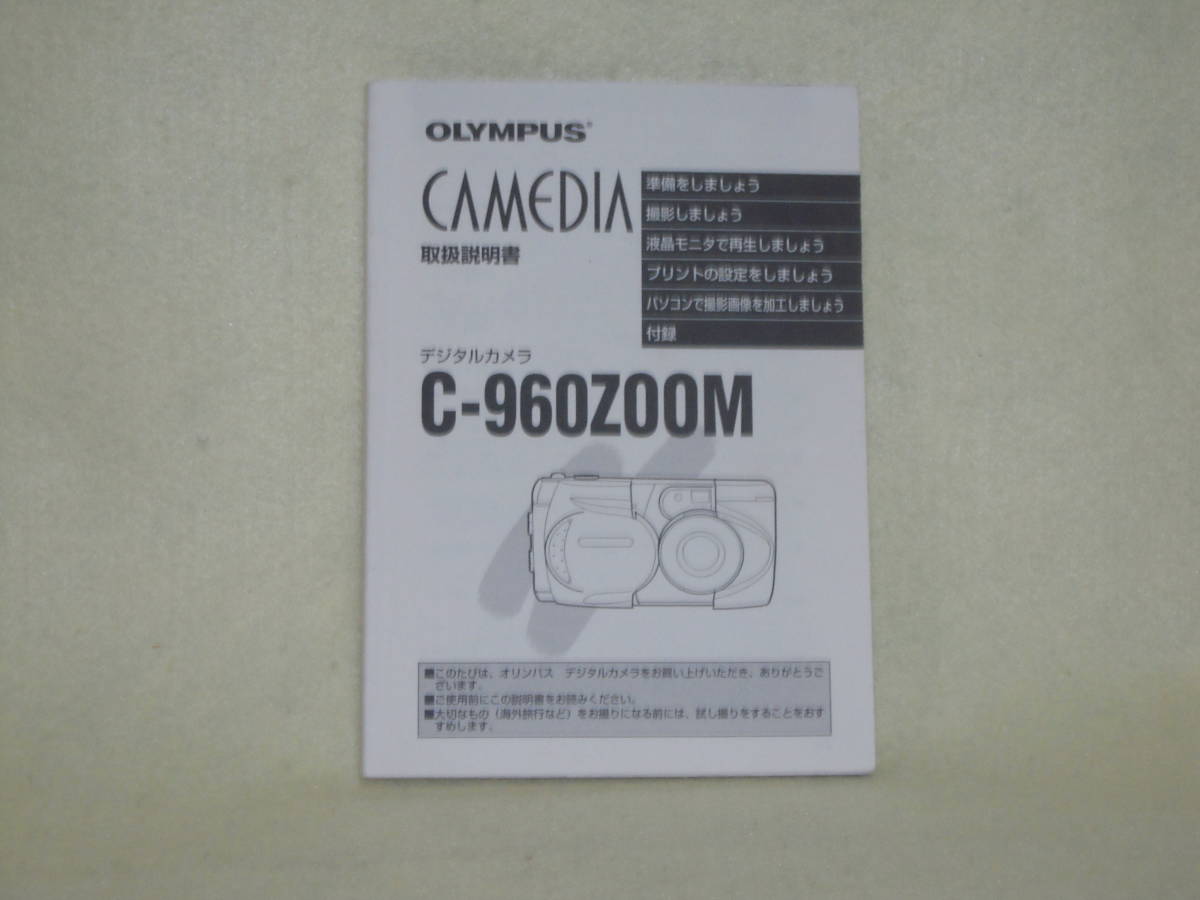 OLYMPUS®
CAMEDIA
取扱説明書
準備をしましょう
撮影しましょう
液晶モニタで再生しましょう
プリントの設定をしましょう
パソコンで撮影画像を加工しましょう
付録
デジタルカメラ
C-960ZOOM
■このたびは、オリンパス デジタルカメラをお買い上げいただき、ありがとうご
ざいます。
■ご使用前にこの説明書をお読みください。
■大切なもの（海外旅行など）をお撮りになる前には、試し撮りをすることをおす
すめします。